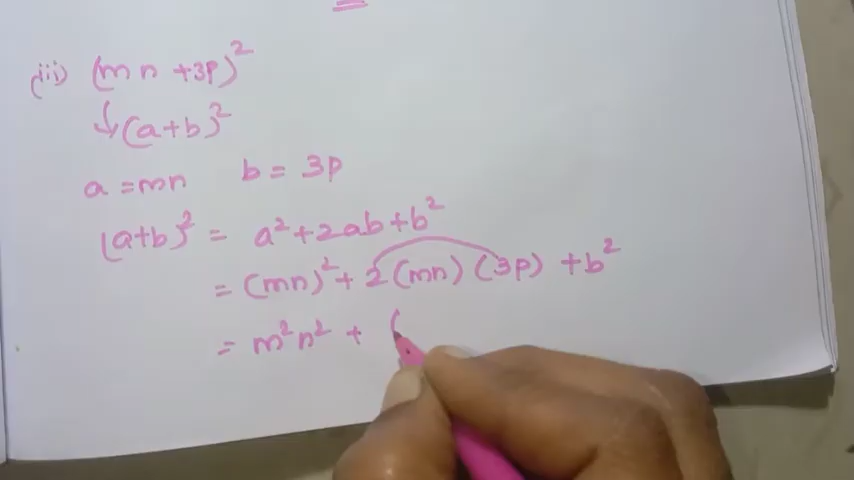 (iii) (mn + 3p)²
↳ (a+b)²
a = mn b = 3p
(a+b)² = a² + 2ab + b²
= (mn)² + 2(mn)(3p) + b²
= m²n² + (